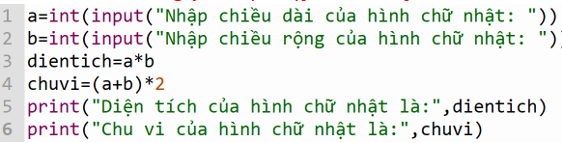 1 a=int(input("Nhập chiều dài của hình chữ nhật: "))
2 b=int(input("Nhập chiều rộng của hình chữ nhật: "))
3 dientich=a*b
4 chuvi=(a+b)*2
5 print("Diện tích của hình chữ nhật là:",dientich)
6 print("Chu vi của hình chữ nhật là:",chuvi)